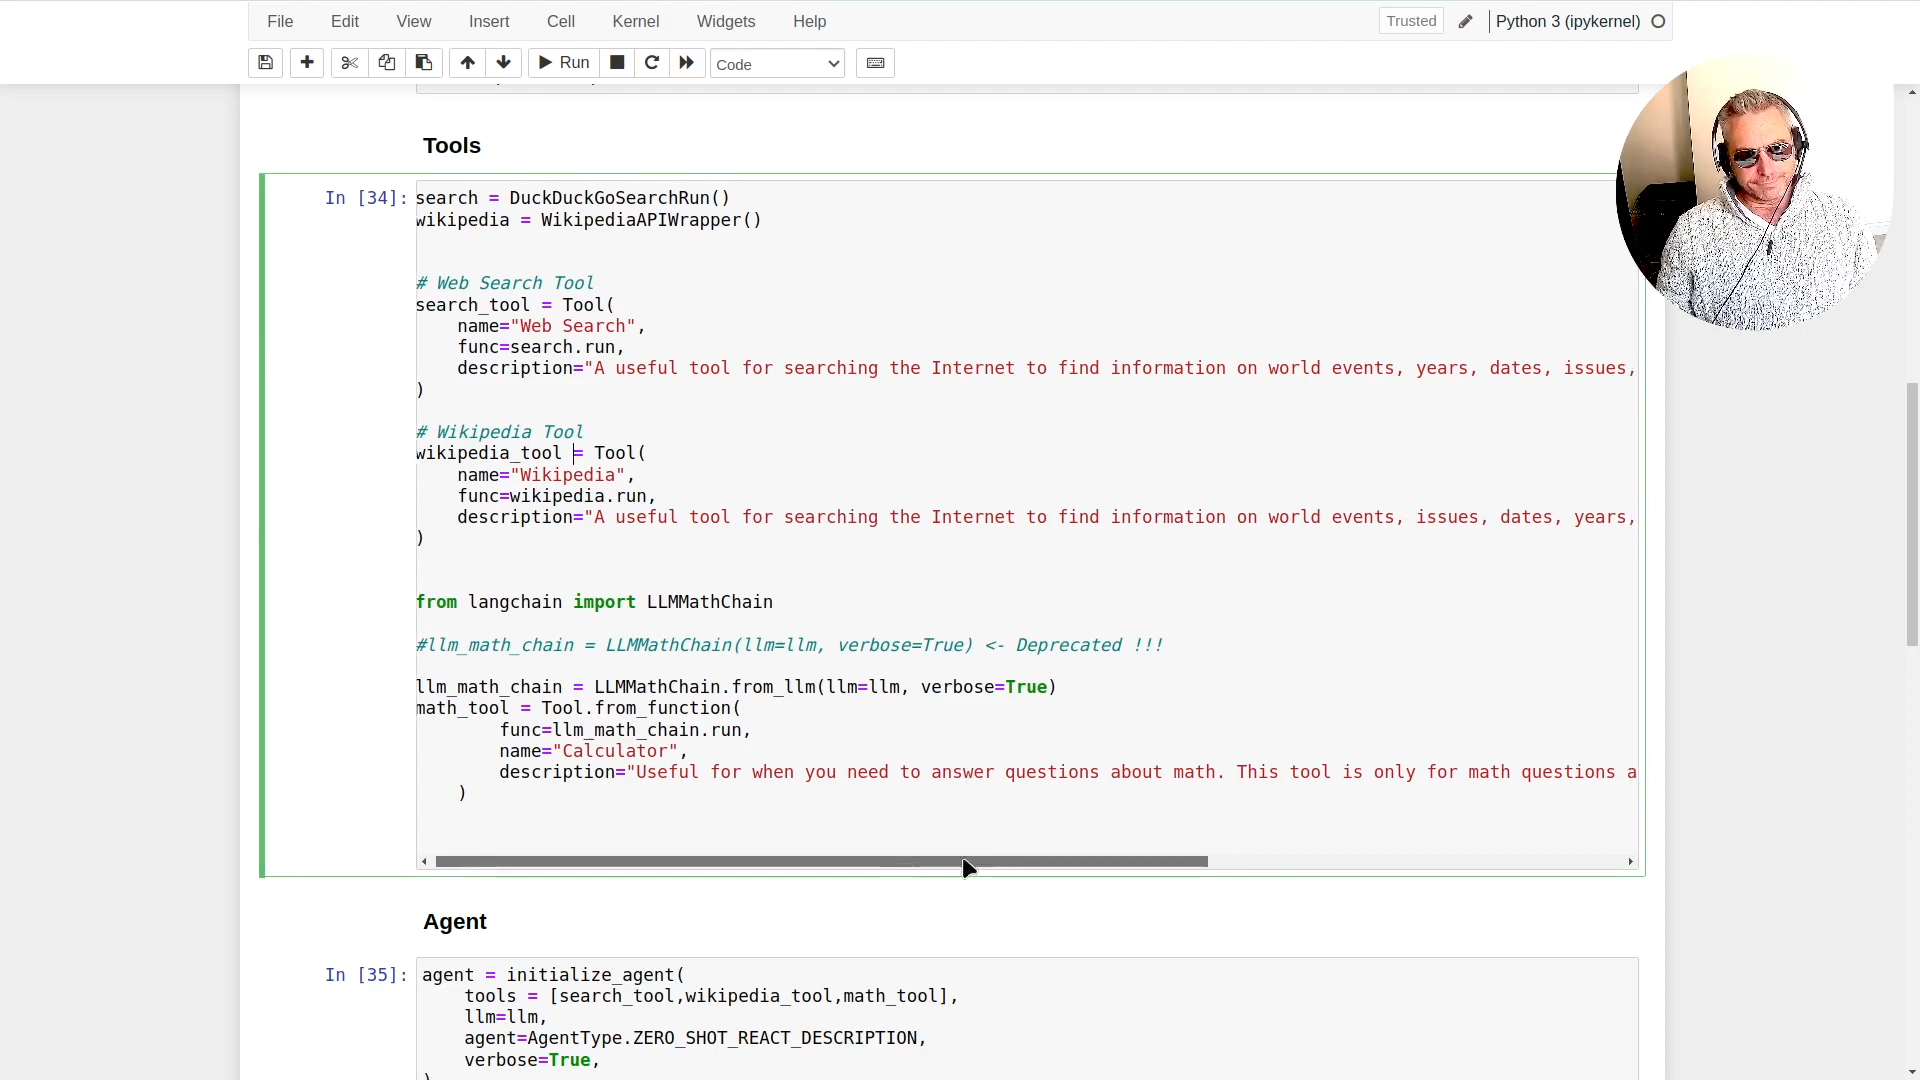 File Edit View Insert Cell Kernel Widgets Help Trusted Python 3 (ipykernel)
Run Code
Tools
In [34]: search = DuckDuckGoSearchRun()
wikipedia = WikipediaAPIWrapper()
# Web Search Tool
search_tool = Tool(
name="Web Search",
func=search.run,
description="A useful tool for searching the Internet to find information on world events, years, dates, issues,
)
# Wikipedia Tool
wikipedia_tool = Tool(
name="Wikipedia",
func=wikipedia.run,
description="A useful tool for searching the Internet to find information on world events, issues, dates, years,
)
from langchain import LLMMathChain
#llm_math_chain = LLMMathChain(llm=llm, verbose=True) <- Deprecated !!!
llm_math_chain = LLMMathChain.from_llm(llm=llm, verbose=True)
math_tool = Tool.from_function(
func=llm_math_chain.run,
name="Calculator",
description="Useful for when you need to answer questions about math. This tool is only for math questions a
)
Agent
In [35]: agent = initialize_agent(
tools = [search_tool,wikipedia_tool,math_tool],
llm=llm,
agent=AgentType.ZERO_SHOT_REACT_DESCRIPTION,
verbose=True,